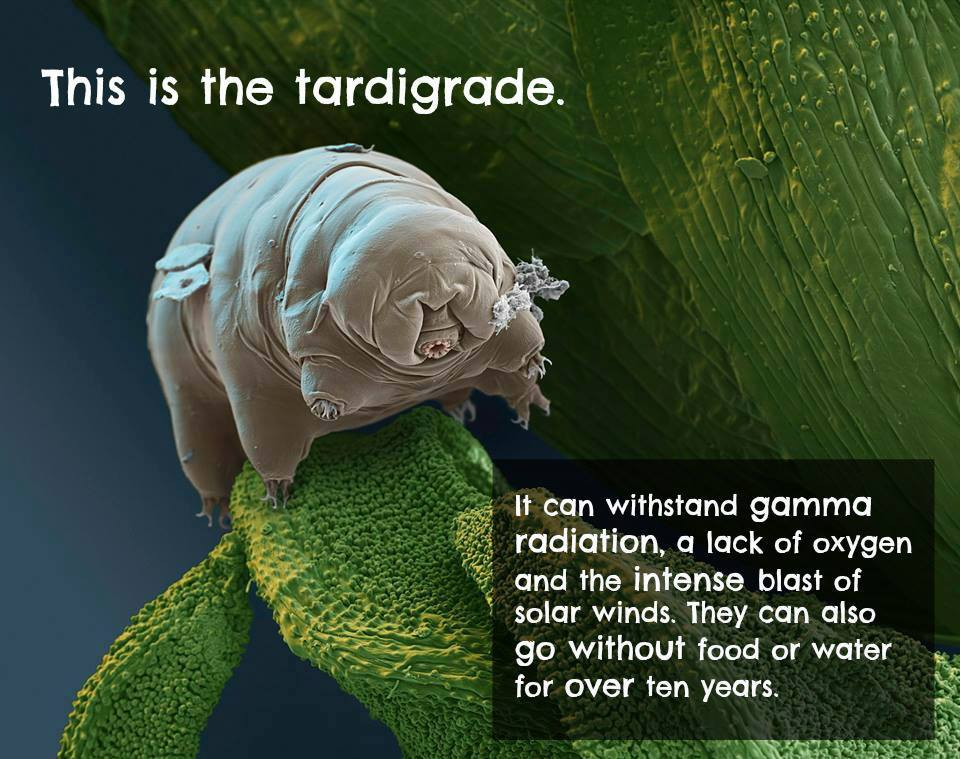 This is the tardigrade.
It can withstand gamma
radiation, a lack of oxygen
and the intense blast of
solar winds. They can also
go without food or water
for over ten years.